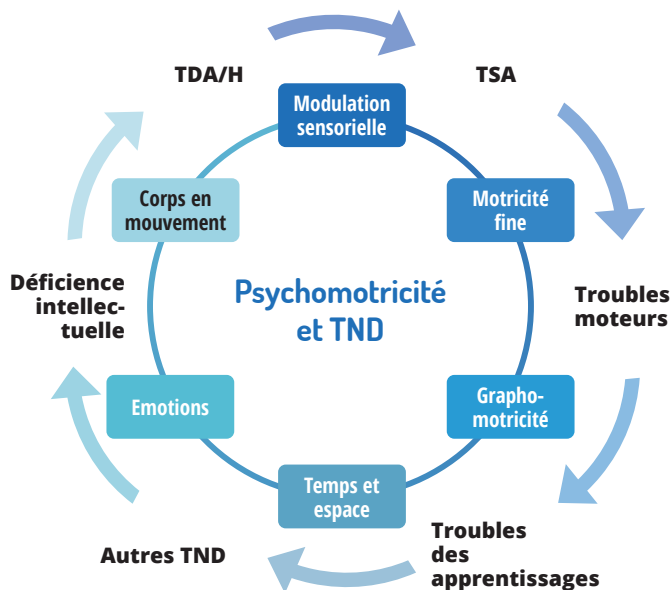 TDA/H
TSA
Modulation
sensorielle
Corps en
mouvement
Motricité
fine
Déficience
intellec-
tuelle
Psychomotricité
et TND
Troubles
moteurs
Emotions
Grapho-
motricité
Temps et
espace
Autres TND
Troubles
des
apprentissages